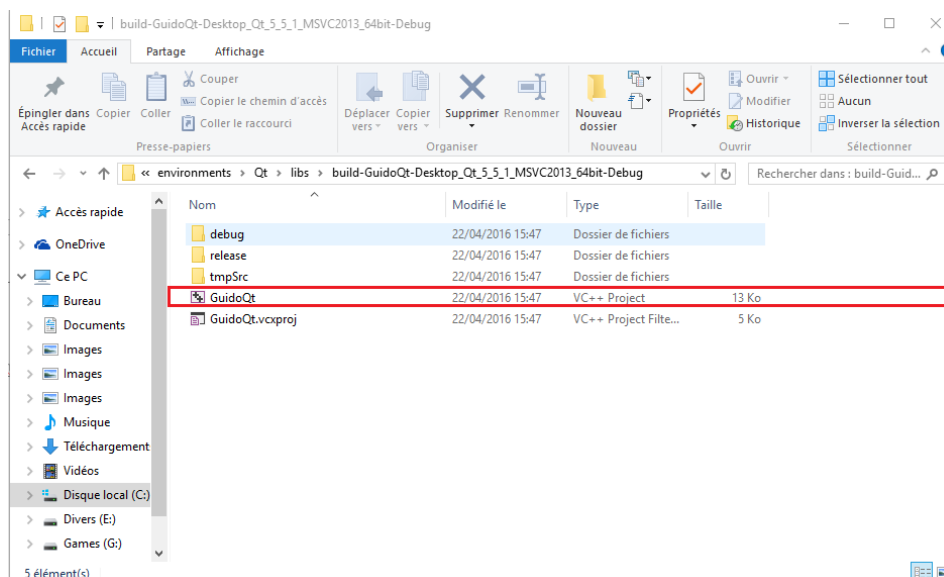 build-GuidoQt-Desktop_Qt_5_5_1_MSVC2013_64bit-Debug
Fichier Accueil Partage Affichage
Épingler dans Accès rapide
Copier
Coller
Couper
Copier le chemin d'accès
Coller le raccourci
Déplacer vers
Copier vers
Supprimer
Renommer
Nouveau dossier
Propriétés
Ouvrir
Modifier
Historique
Sélectionner tout
Aucun
Inverser la sélection
Presse-papiers Organiser Nouveau Ouvrir Sélectionner
« environments > Qt > libs > build-GuidoQt-Desktop_Qt_5_5_1_MSVC2013_64bit-Debug
Rechercher dans : build-Guid...
Accès rapide
OneDrive
Ce PC
Bureau
Documents
Images
Images
Images
Musique
Téléchargement
Vidéos
Disque local (C:)
Divers (E:)
Games (G:)
Nom Modifié le Type Taille
debug 22/04/2016 15:47 Dossier de fichiers
release 22/04/2016 15:47 Dossier de fichiers
tmpSrc 22/04/2016 15:47 Dossier de fichiers
GuidoQt 22/04/2016 15:47 VC++ Project 13 Ko
GuidoQt.vcxproj 22/04/2016 15:47 VC++ Project Filte... 5 Ko
5 élément(s)